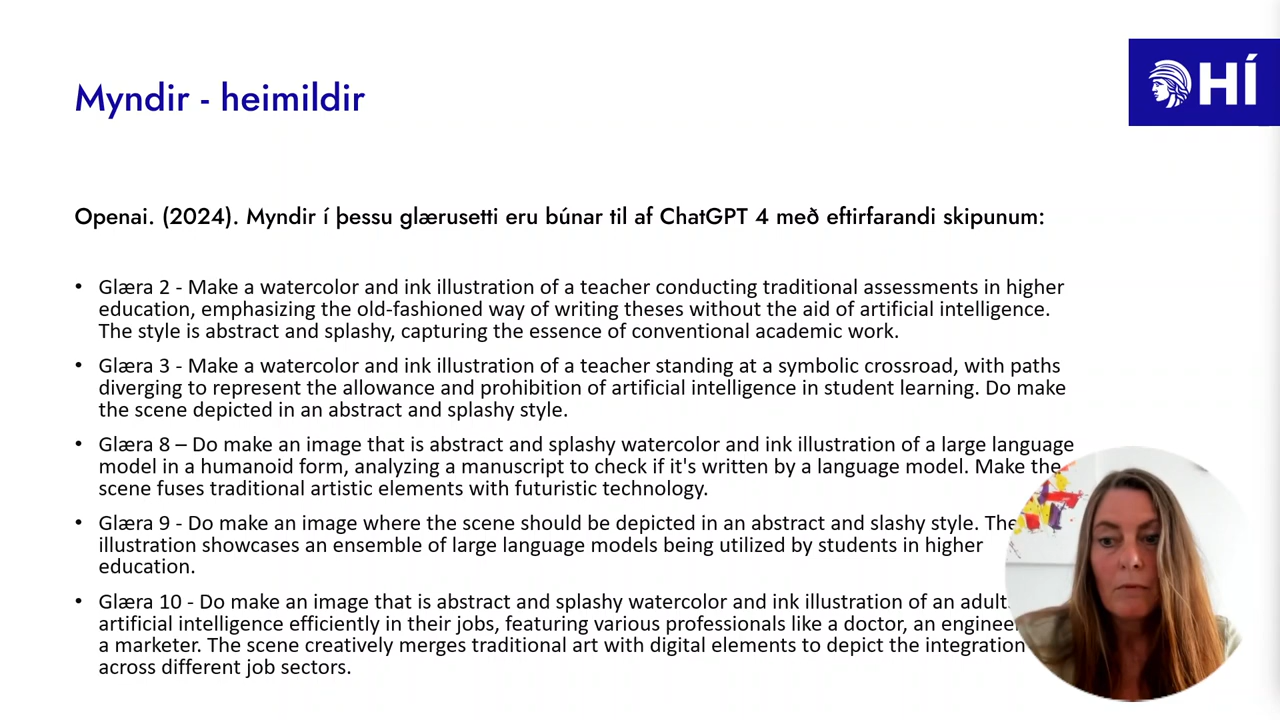 HÍ
Myndir - heimildir
Openai. (2024). Myndir í þessu glærusetti eru búnar til af ChatGPT 4 með eftirfarandi skipunum:
• Glæra 2 - Make a watercolor and ink illustration of a teacher conducting traditional assessments in higher
education, emphasizing the old-fashioned way of writing theses without the aid of artificial intelligence.
The style is abstract and splashy, capturing the essence of conventional academic work.
• Glæra 3 - Make a watercolor and ink illustration of a teacher standing at a symbolic crossroad, with paths
diverging to represent the allowance and prohibition of artificial intelligence in student learning. Do make
the scene depicted in an abstract and splashy style.
• Glæra 8 – Do make an image that is abstract and splashy watercolor and ink illustration of a large language
model in a humanoid form, analyzing a manuscript to check if it's written by a language model. Make the
scene fuses traditional artistic elements with futuristic technology.
• Glæra 9 - Do make an image where the scene should be depicted in an abstract and slashy style. The
illustration showcases an ensemble of large language models being utilized by students in higher
education.
• Glæra 10 - Do make an image that is abstract and splashy watercolor and ink illustration of an adult
artificial intelligence efficiently in their jobs, featuring various professionals like a doctor, an engineer
a marketer. The scene creatively merges traditional art with digital elements to depict the integration
across different job sectors.